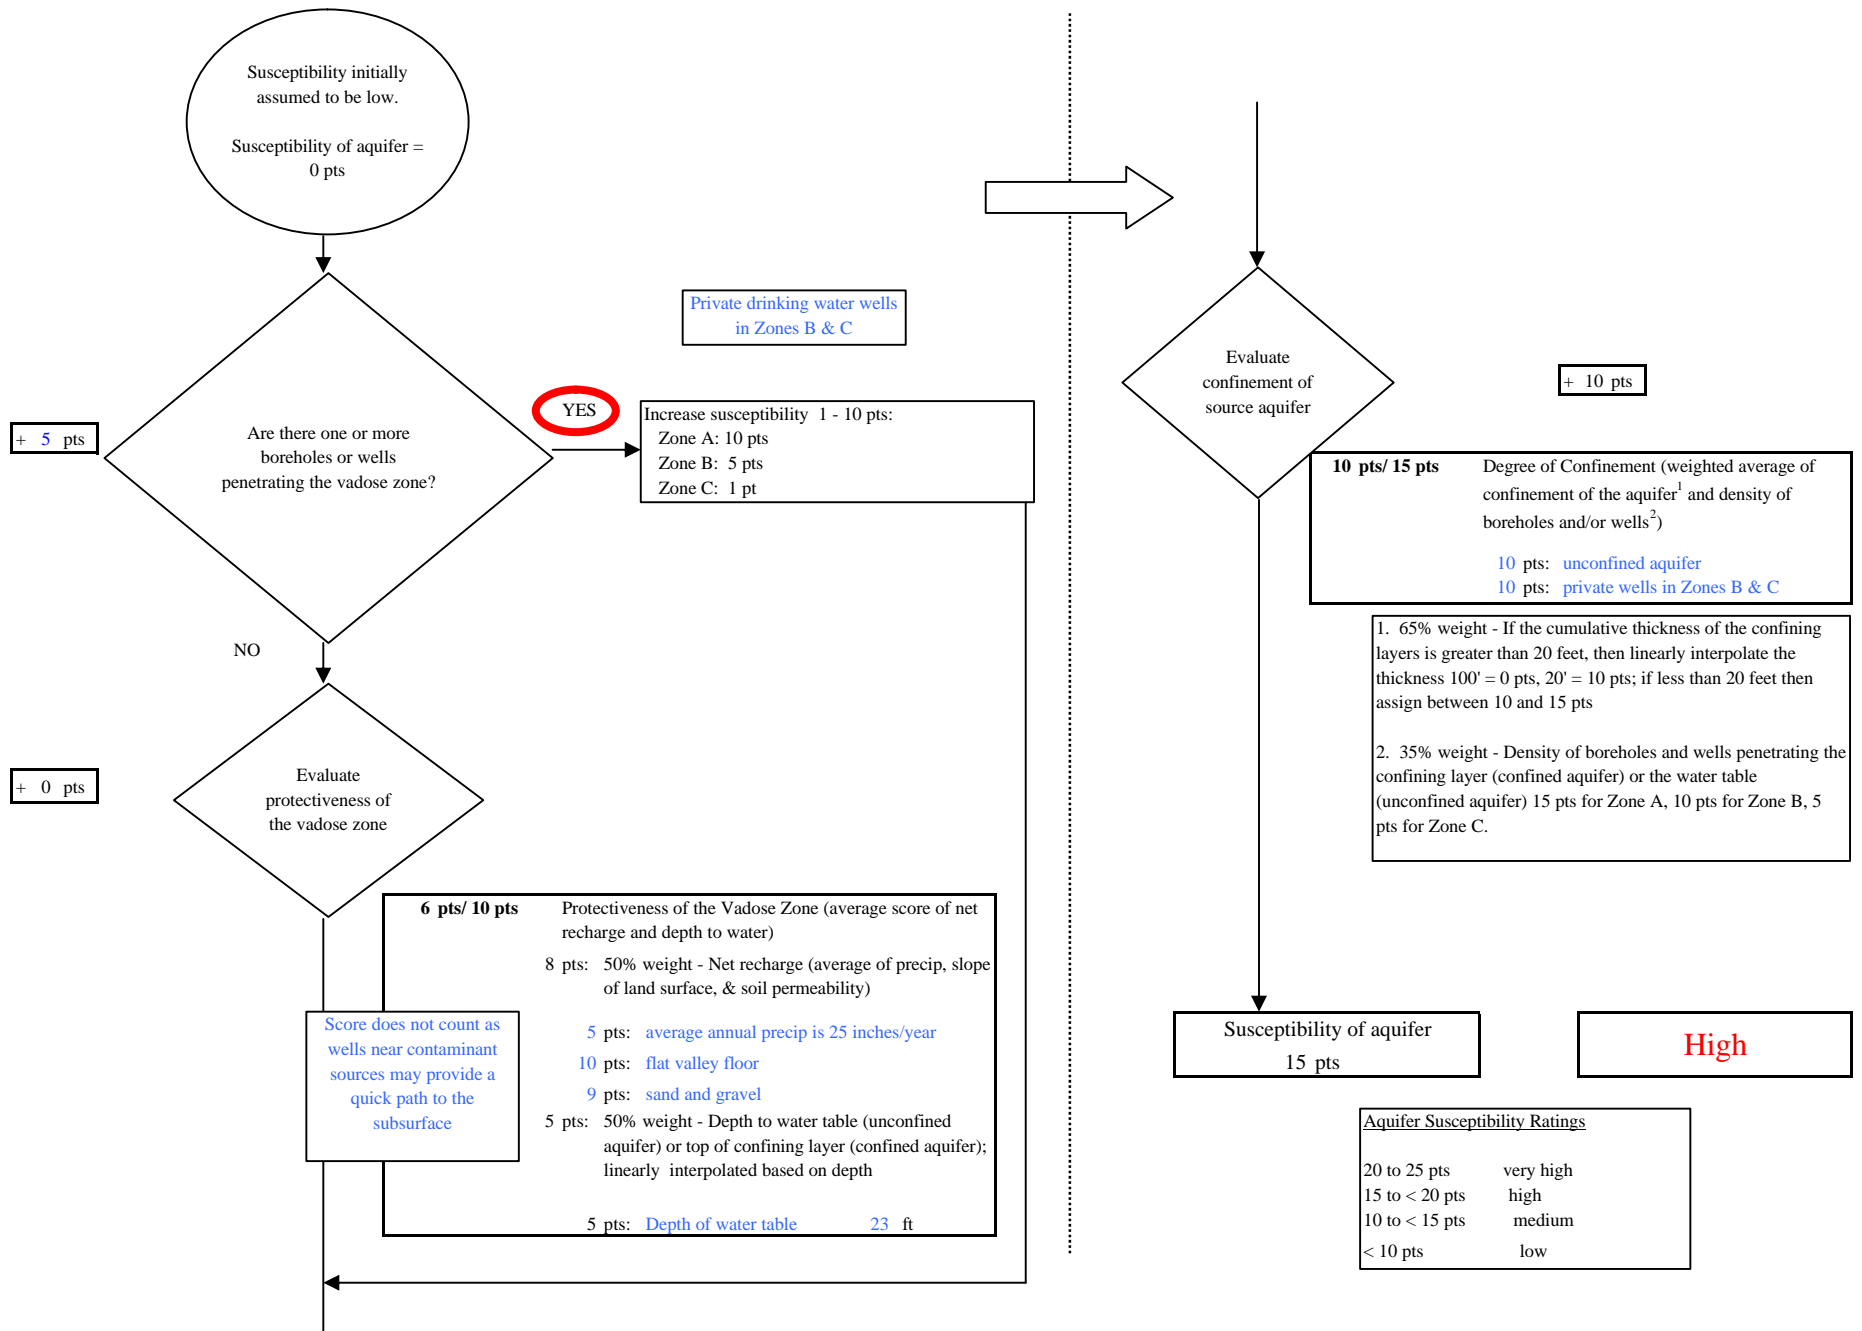 Susceptibility initially
assumed to be low.
Susceptibility of aquifer =
0 pts
Private drinking water wells
in Zones B & C
YES
+ 5 pts
Are there one or more
boreholes or wells
penetrating the vadose zone?
Increase susceptibility 1 - 10 pts:
Zone A: 10 pts
Zone B: 5 pts
Zone C: 1 pt
NO
+ 0 pts
Evaluate
protectiveness of
the vadose zone
6 pts/ 10 pts Protectiveness of the Vadose Zone (average score of net
recharge and depth to water)
8 pts: 50% weight - Net recharge (average of precip, slope
of land surface, & soil permeability)
5 pts: average annual precip is 25 inches/year
10 pts: flat valley floor
9 pts: sand and gravel
5 pts: 50% weight - Depth to water table (unconfined
aquifer) or top of confining layer (confined aquifer);
linearly interpolated based on depth
5 pts: Depth of water table 23 ft
Score does not count as
wells near contaminant
sources may provide a
quick path to the
subsurface
Evaluate
confinement of
source aquifer
+ 10 pts
10 pts/ 15 pts Degree of Confinement (weighted average of
confinement of the aquifer1 and density of
boreholes and/or wells2)
10 pts: unconfined aquifer
10 pts: private wells in Zones B & C
1. 65% weight - If the cumulative thickness of the confining
layers is greater than 20 feet, then linearly interpolate the
thickness 100' = 0 pts, 20' = 10 pts; if less than 20 feet then
assign between 10 and 15 pts
2. 35% weight - Density of boreholes and wells penetrating the
confining layer (confined aquifer) or the water table
(unconfined aquifer) 15 pts for Zone A, 10 pts for Zone B, 5
pts for Zone C.
Susceptibility of aquifer
15 pts
High
Aquifer Susceptibility Ratings
20 to 25 pts very high
15 to < 20 pts high
10 to < 15 pts medium
< 10 pts low